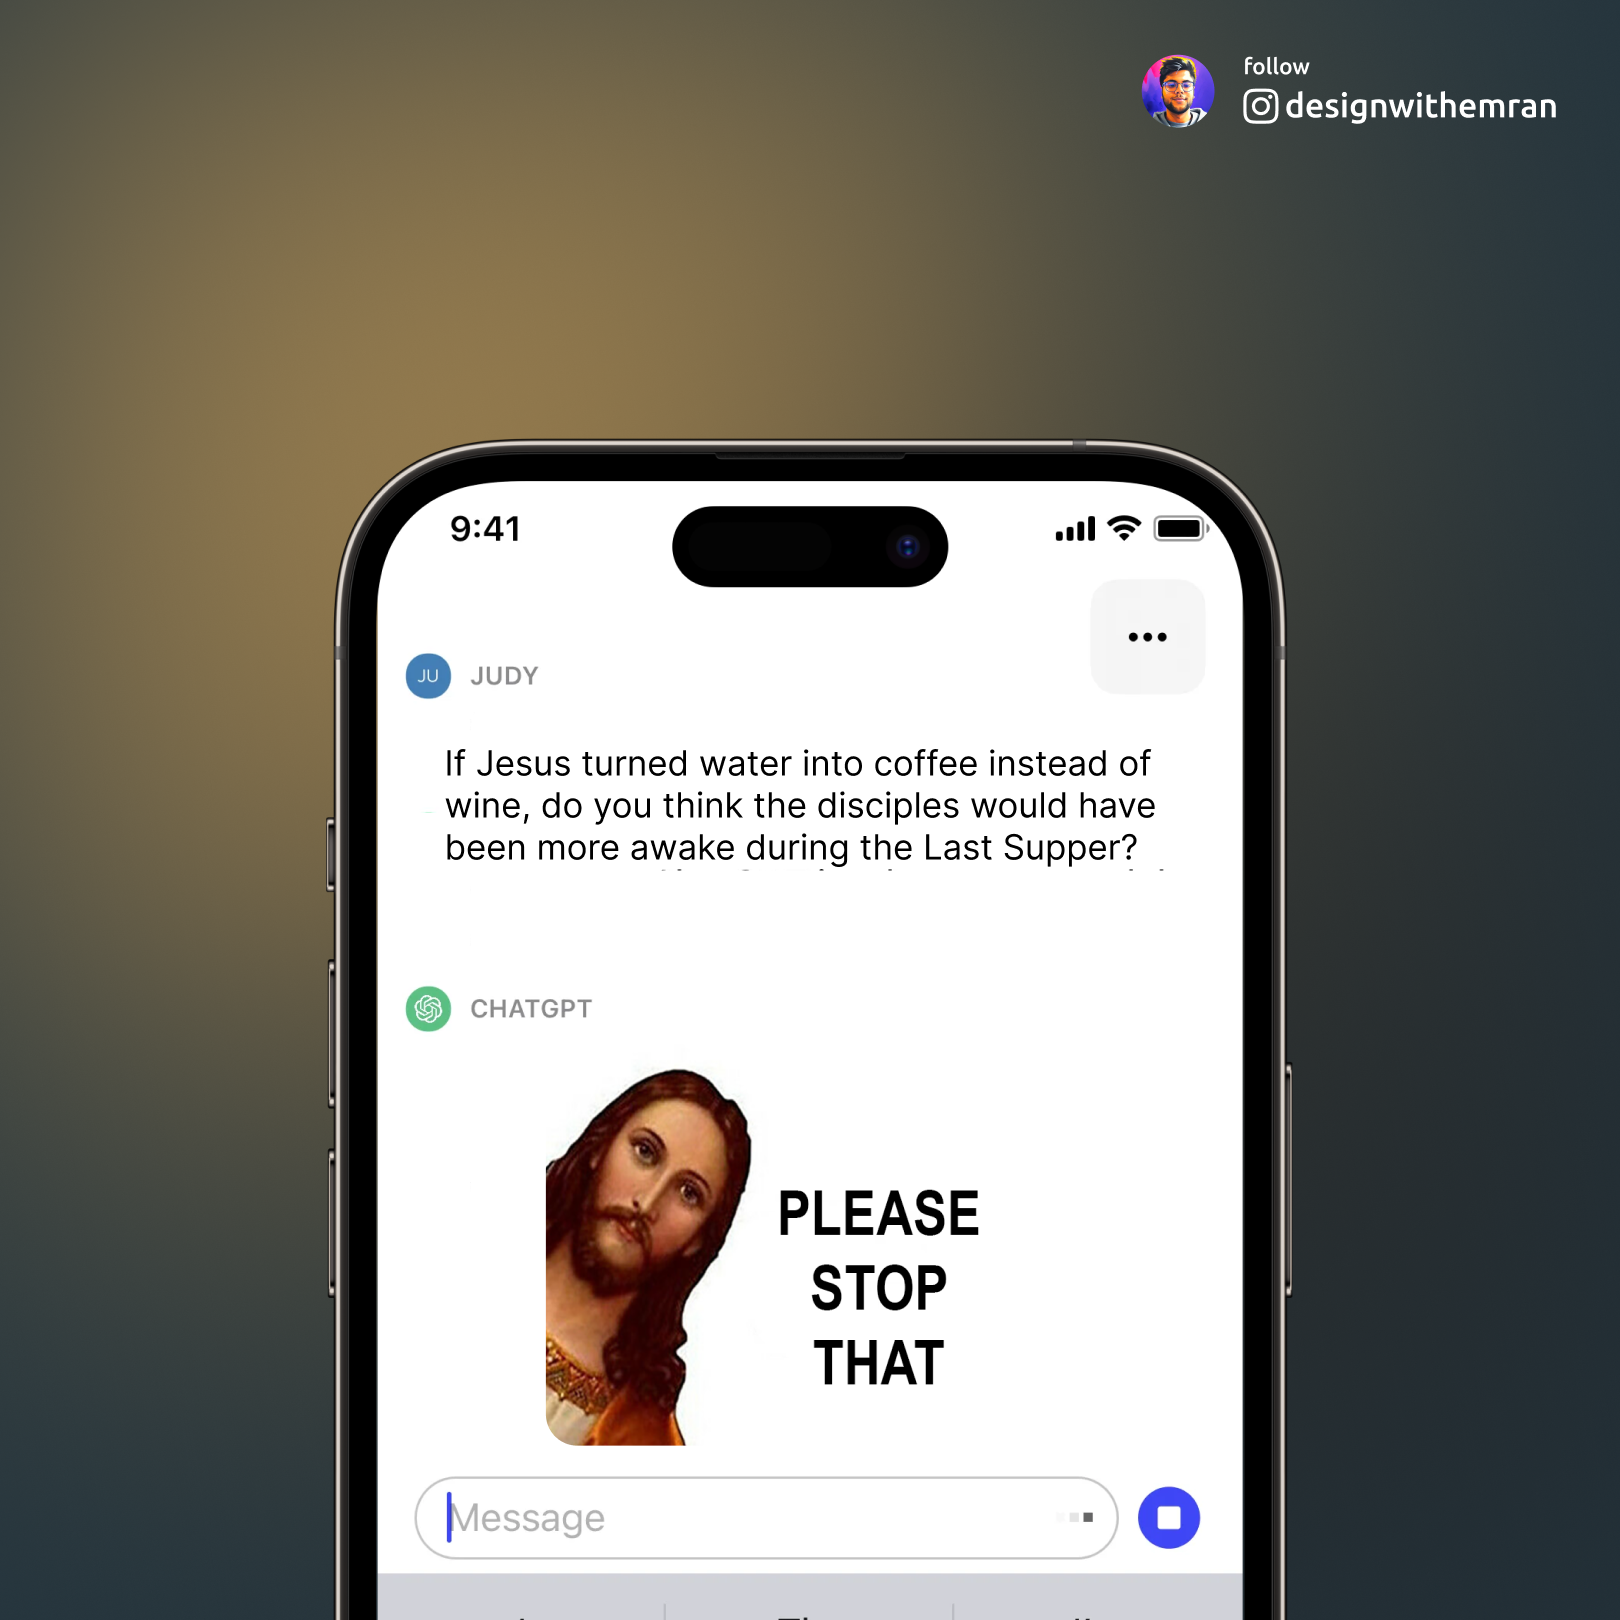 follow
designwithemran
9:41
JU JUDY
If Jesus turned water into coffee instead of
wine, do you think the disciples would have
been more awake during the Last Supper?
CHATGPT
PLEASE
STOP
THAT
Message